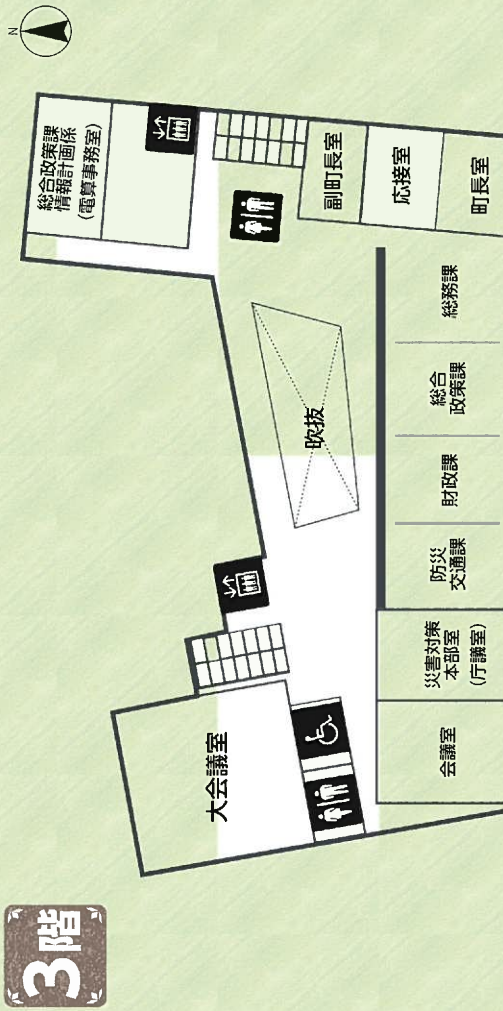 3階
N
大会議室
会議室
災害対策
本部室
(庁議室)
防災
交通課
財政課
総合
政策課
総務課
吹抜
町長室
応接室
副町長室
総合政策課
情報計画係
(電算事務室)